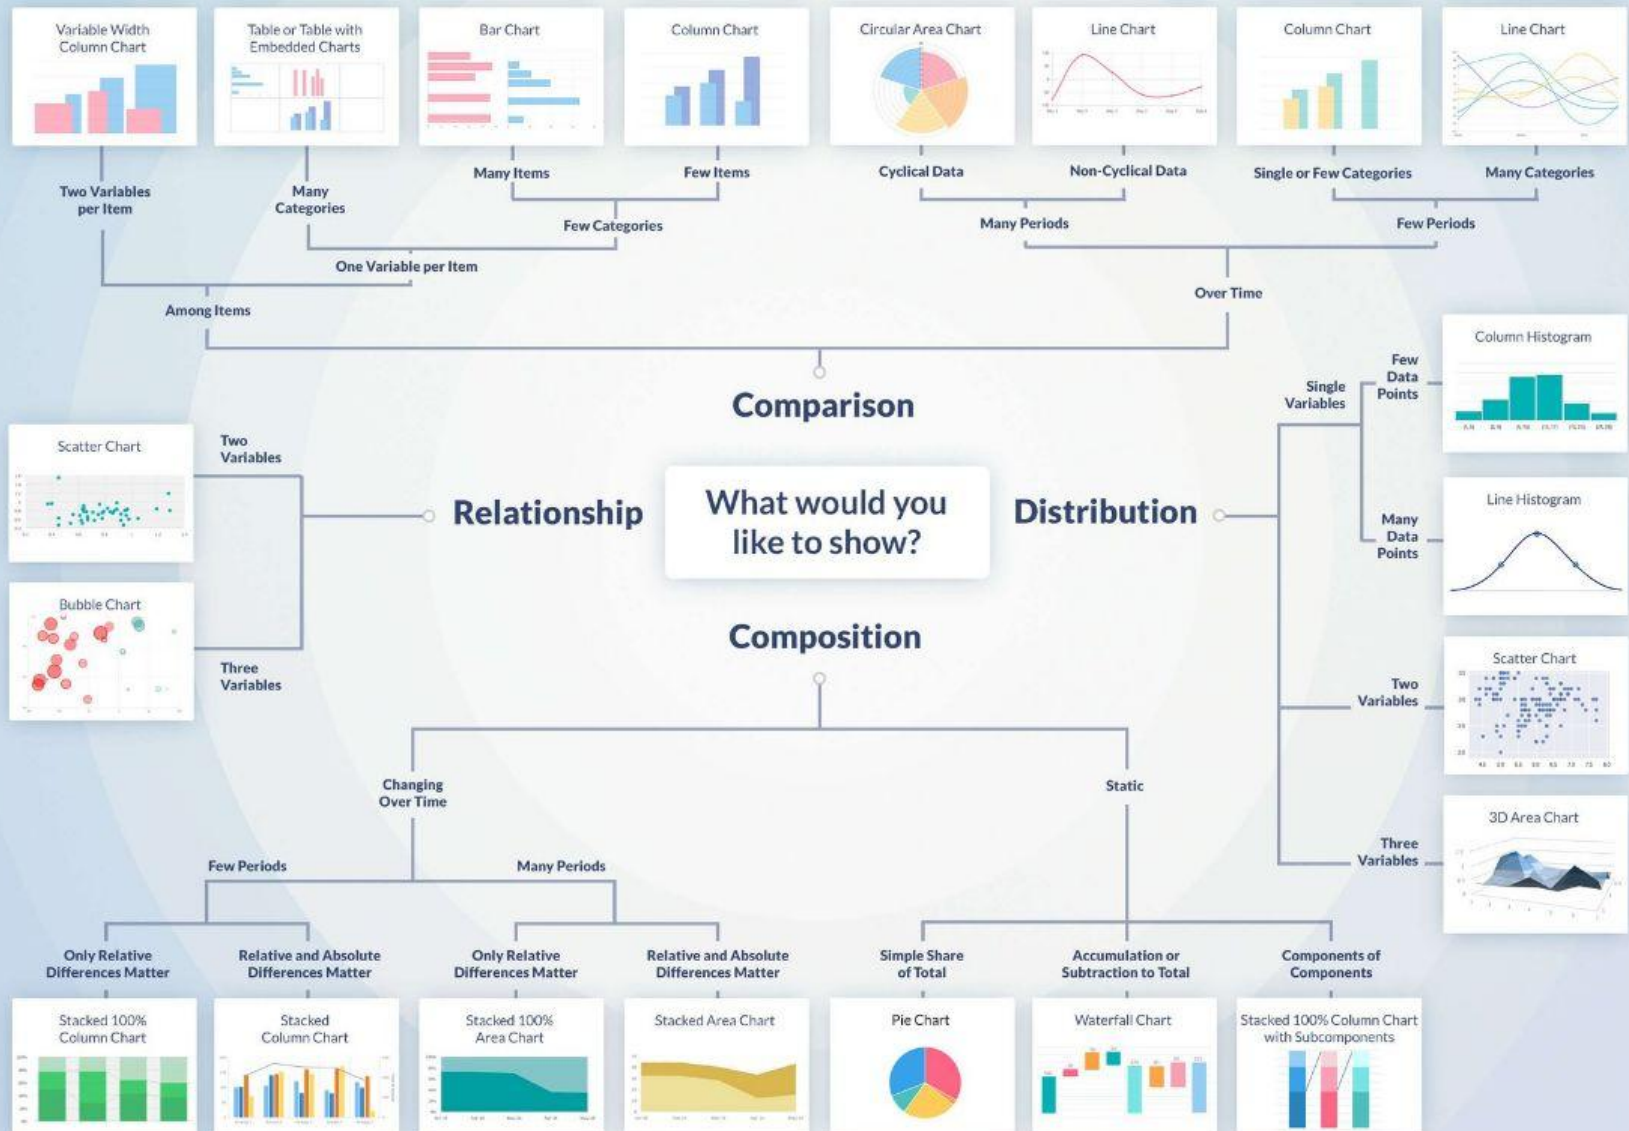 Variable Width
Column Chart
Table or Table with
Embedded Charts
Bar Chart
Column Chart
Circular Area Chart
Line Chart
Column Chart
Line Chart
Two Variables
per Item
Many
Categories
Many Items
Few Items
Cyclical Data
Non-Cyclical Data
Single or Few Categories
Many Categories
Few Categories
Many Periods
Few Periods
One Variable per Item
Over Time
Among Items
Comparison
Relationship
What would you
like to show?
Distribution
Composition
Two
Variables
Scatter Chart
Three
Variables
Bubble Chart
Single
Variables
Few
Data
Points
Column Histogram
Many
Data
Points
Line Histogram
Two
Variables
Scatter Chart
Three
Variables
3D Area Chart
Changing
Over Time
Static
Few Periods
Many Periods
Only Relative
Differences Matter
Relative and Absolute
Differences Matter
Only Relative
Differences Matter
Relative and Absolute
Differences Matter
Simple Share
of Total
Accumulation or
Subtraction to Total
Components of
Components
Stacked 100%
Column Chart
Stacked
Column Chart
Stacked 100%
Area Chart
Stacked Area Chart
Pie Chart
Waterfall Chart
Stacked 100% Column Chart
with Subcomponents